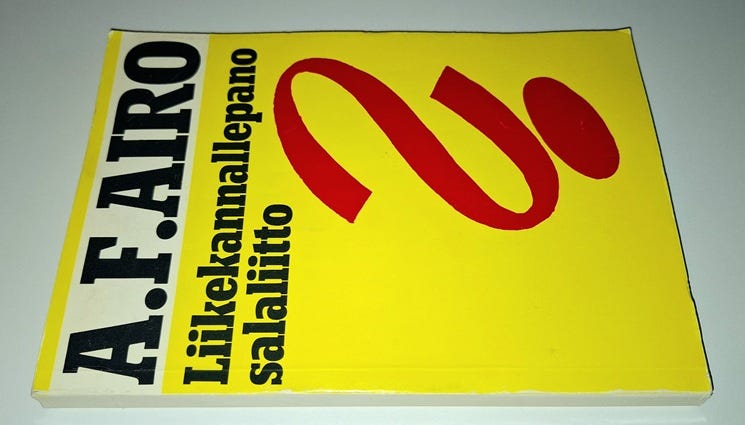 A.F. AIRO
Liikekannallepano
salaliitto
?